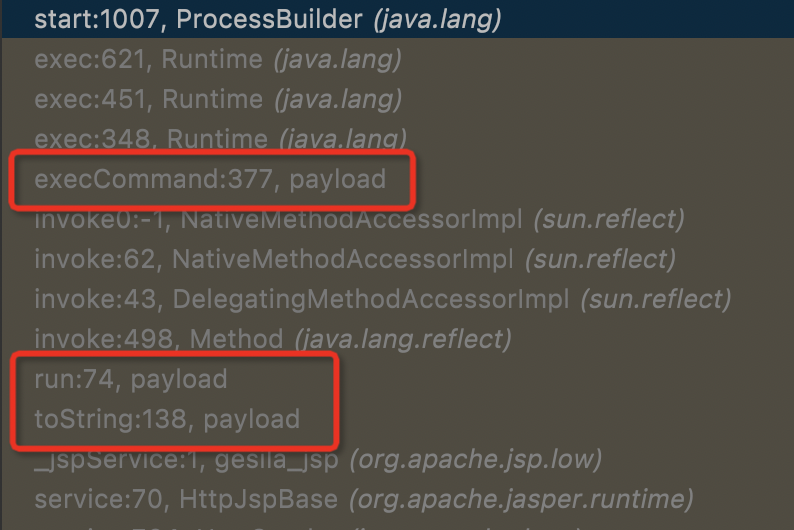 start:1007, ProcessBuilder (java.lang)
exec:621, Runtime (java.lang)
exec:451, Runtime (java.lang)
exec:348, Runtime (java.lang)
execCommand:377, payload
invoke0:-1, NativeMethodAccessorImpl (sun.reflect)
invoke:62, NativeMethodAccessorImpl (sun.reflect)
invoke:43, DelegatingMethodAccessorImpl (sun.reflect)
invoke:498, Method (java.lang.reflect)
run:74, payload
toString:138, payload
_jspService:1, gesila_jsp (org.apache.jsp.low)
service:70, HttpJspBase (org.apache.jasper.runtime)